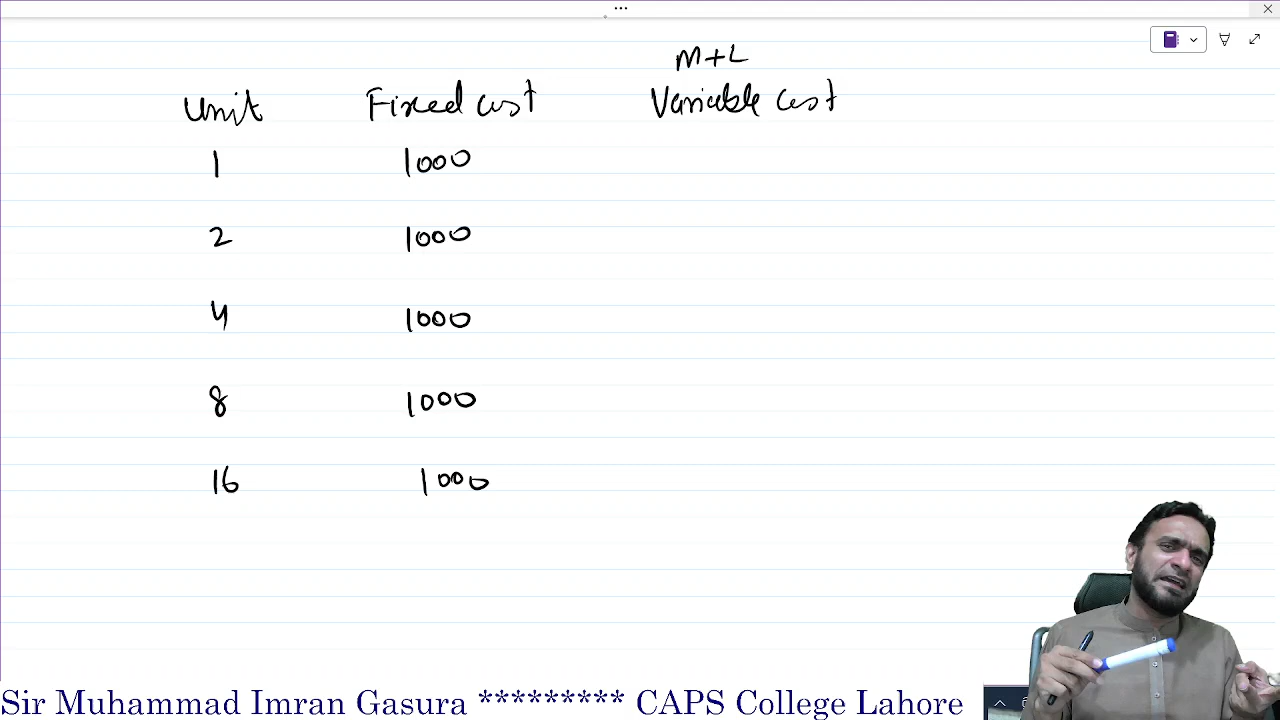 M+L
Unit Fixed cost Variable cost
1 1000
2 1000
4 1000
8 1000
16 1000
Sir Muhammad Imran Gasura ********* CAPS College Lahore